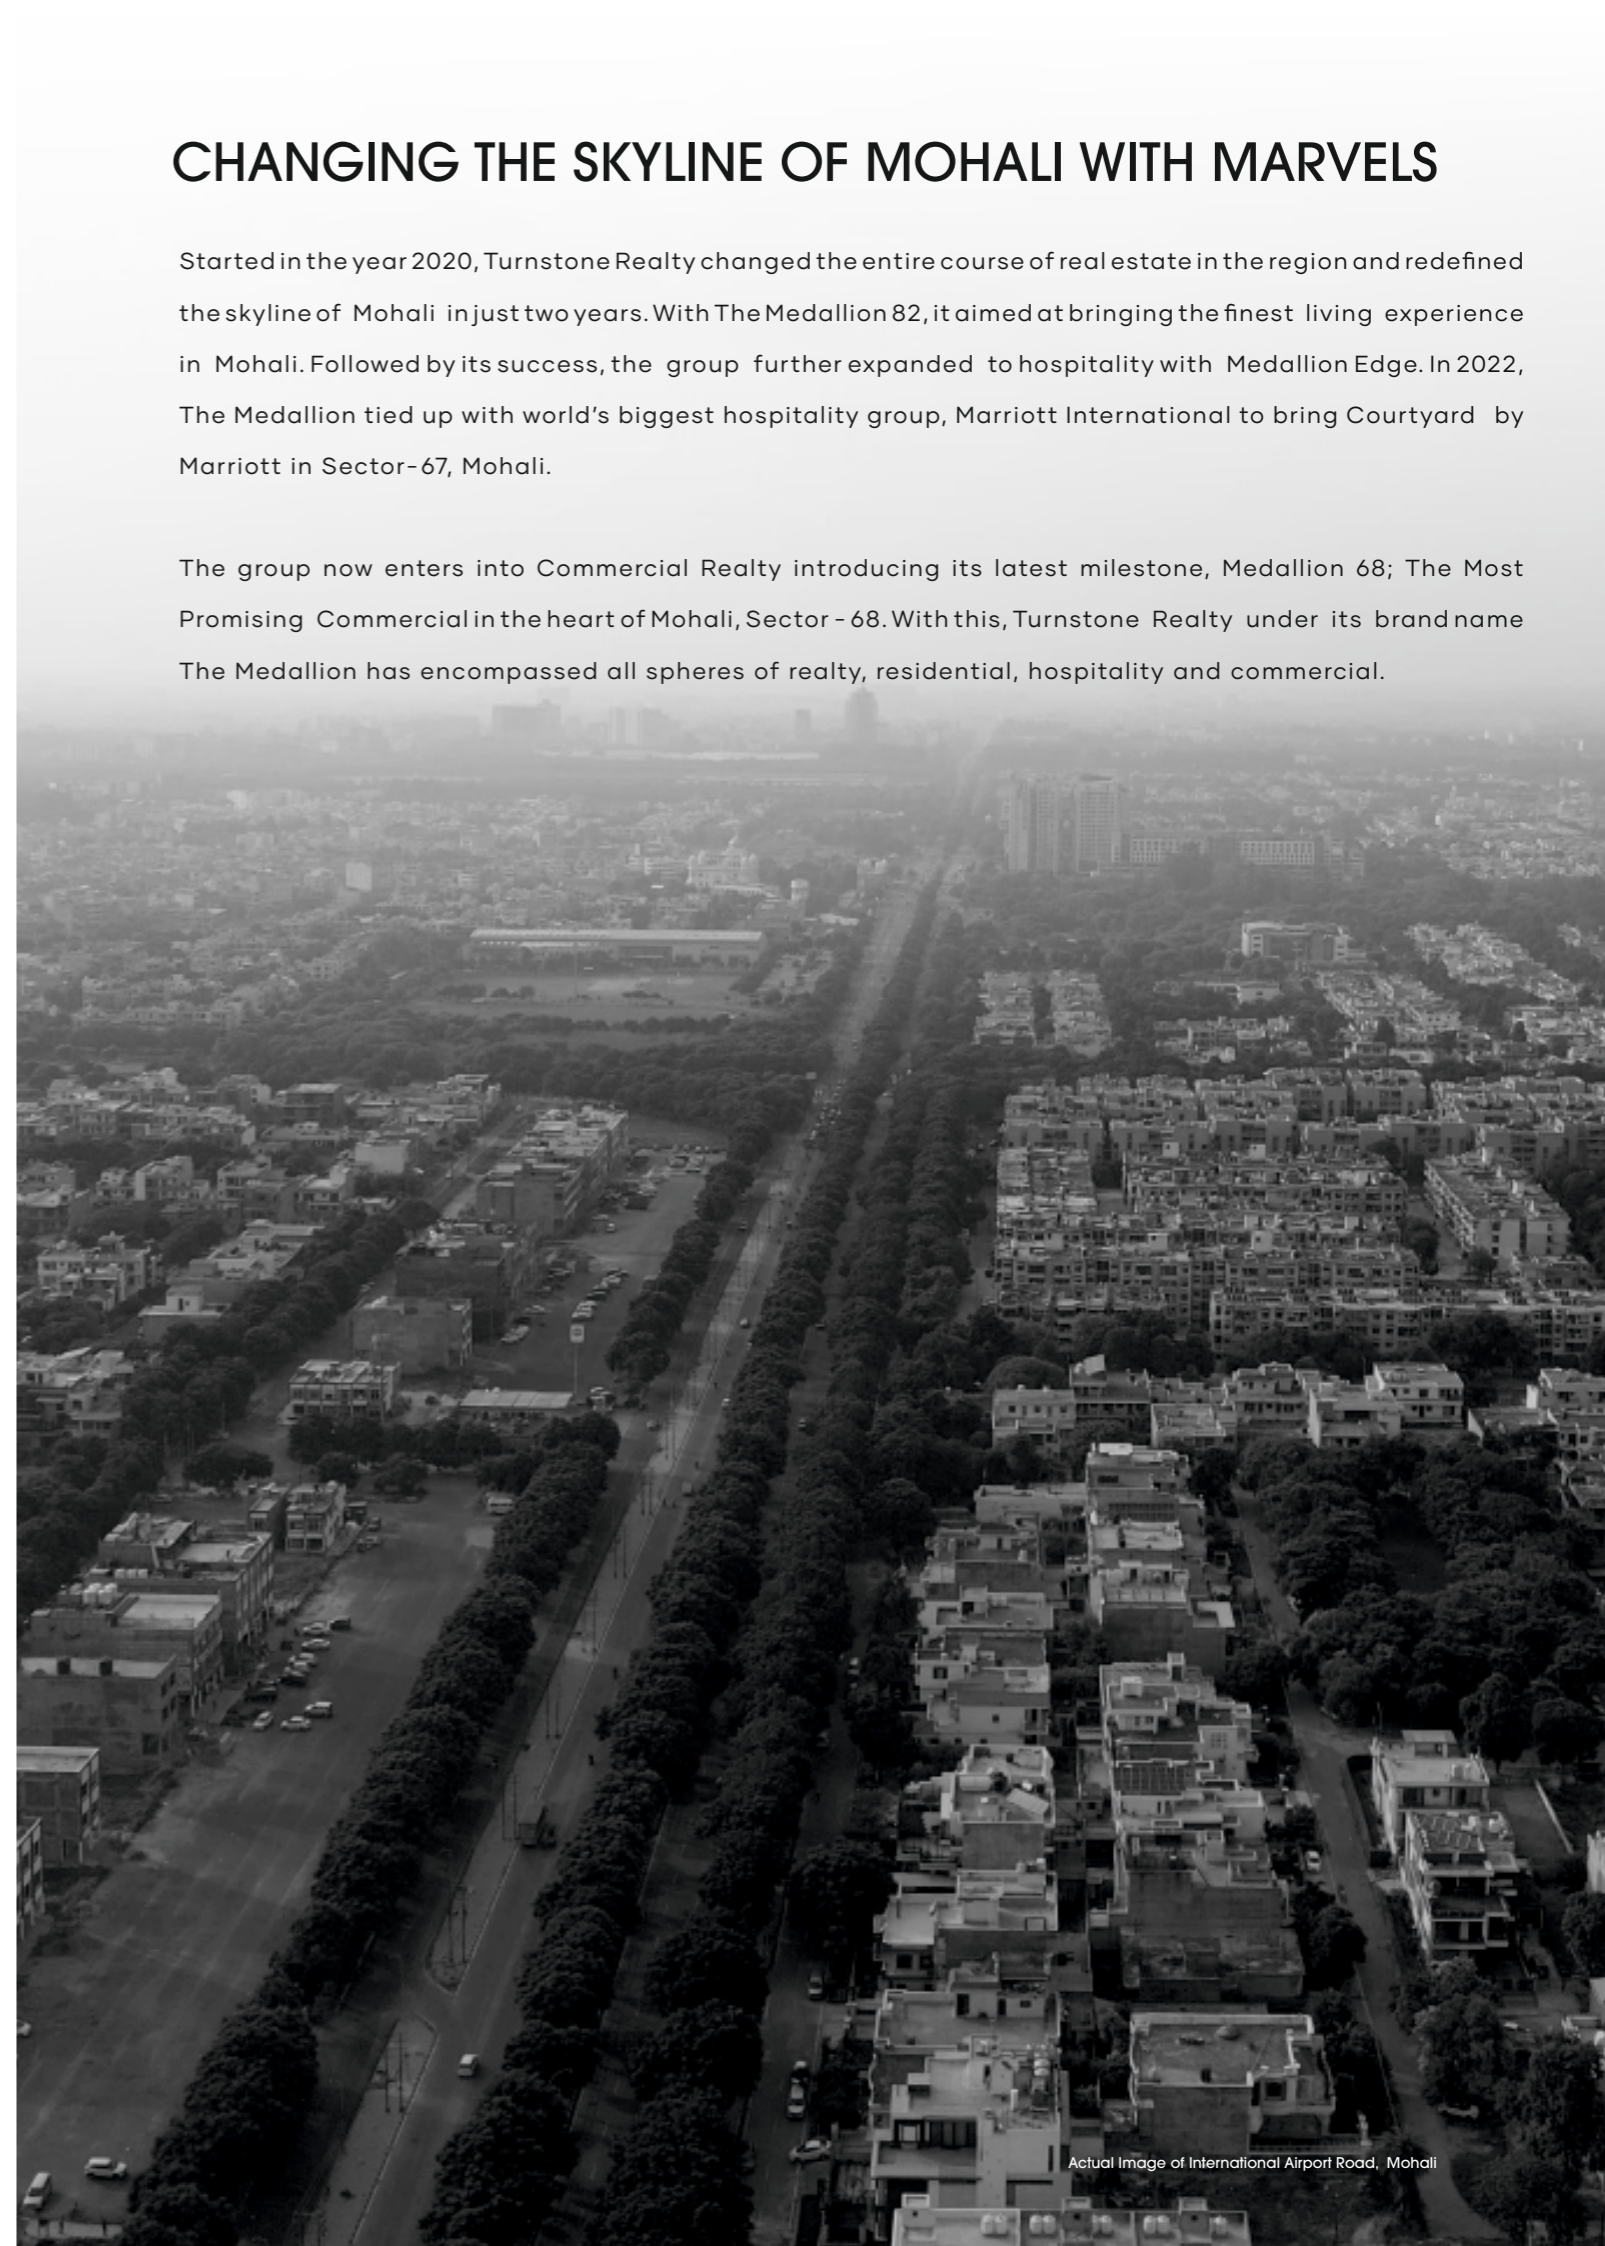 CHANGING THE SKYLINE OF MOHALI WITH MARVELS
Started in the year 2020, Turnstone Realty changed the entire course of real estate in the region and redefined
the skyline of Mohali in just two years. With The Medallion 82, it aimed at bringing the finest living experience
in Mohali. Followed by its success, the group further expanded to hospitality with Medallion Edge. In 2022,
The Medallion tied up with world’s biggest hospitality group, Marriott International to bring Courtyard by
Marriott in Sector-67, Mohali.
The group now enters into Commercial Realty introducing its latest milestone, Medallion 68; The Most
Promising Commercial in the heart of Mohali, Sector - 68. With this, Turnstone Realty under its brand name
The Medallion has encompassed all spheres of realty, residential, hospitality and commercial.
Actual Image of International Airport Road, Mohali